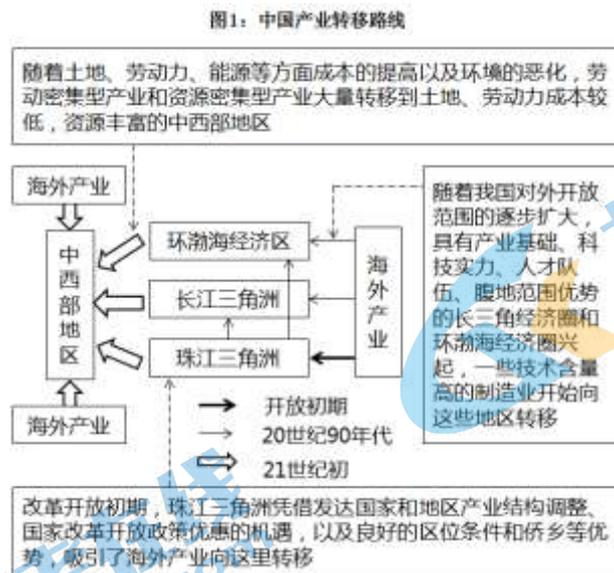 图1：中国产业转移路线
随着土地、劳动力、能源等方面成本的提高以及环境的恶化，劳
动密集型产业和资源密集型产业大量转移到土地、劳动力成本较
低，资源丰富的中西部地区
海外产业
中西部地区
海外产业
环渤海经济区
长江三角洲
珠江三角洲
海外产业
随着我国对外开放
范围的逐步扩大，
具有产业基础、科
技实力、人才队
伍、腹地范围优势
的长三角经济圈和
环渤海经济圈兴
起，一些技术含量
高的制造业开始向
这些地区转移
开放初期
20世纪90年代
21世纪初
改革开放初期，珠江三角洲凭借发达国家和地区产业结构调整、
国家改革开放政策优惠的机遇，以及良好的区位条件和侨乡等优
势，吸引了海外产业向这里转移